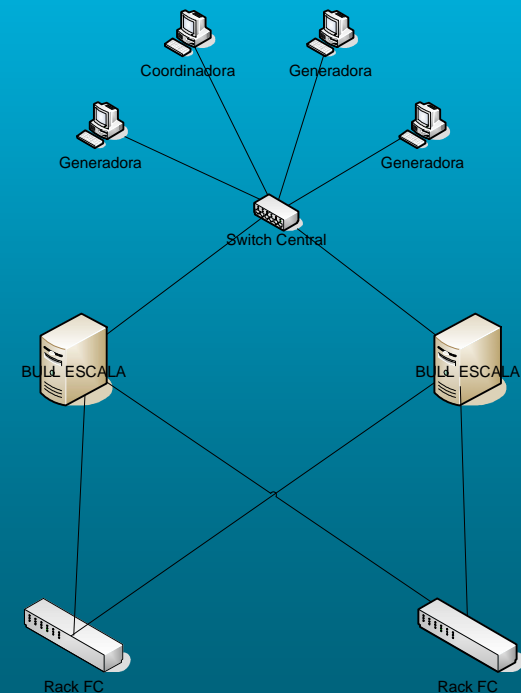 Coordinadora
Generadora
Generadora
Generadora
Switch Central
BULL ESCALA
BULL ESCALA
Rack FC
Rack FC